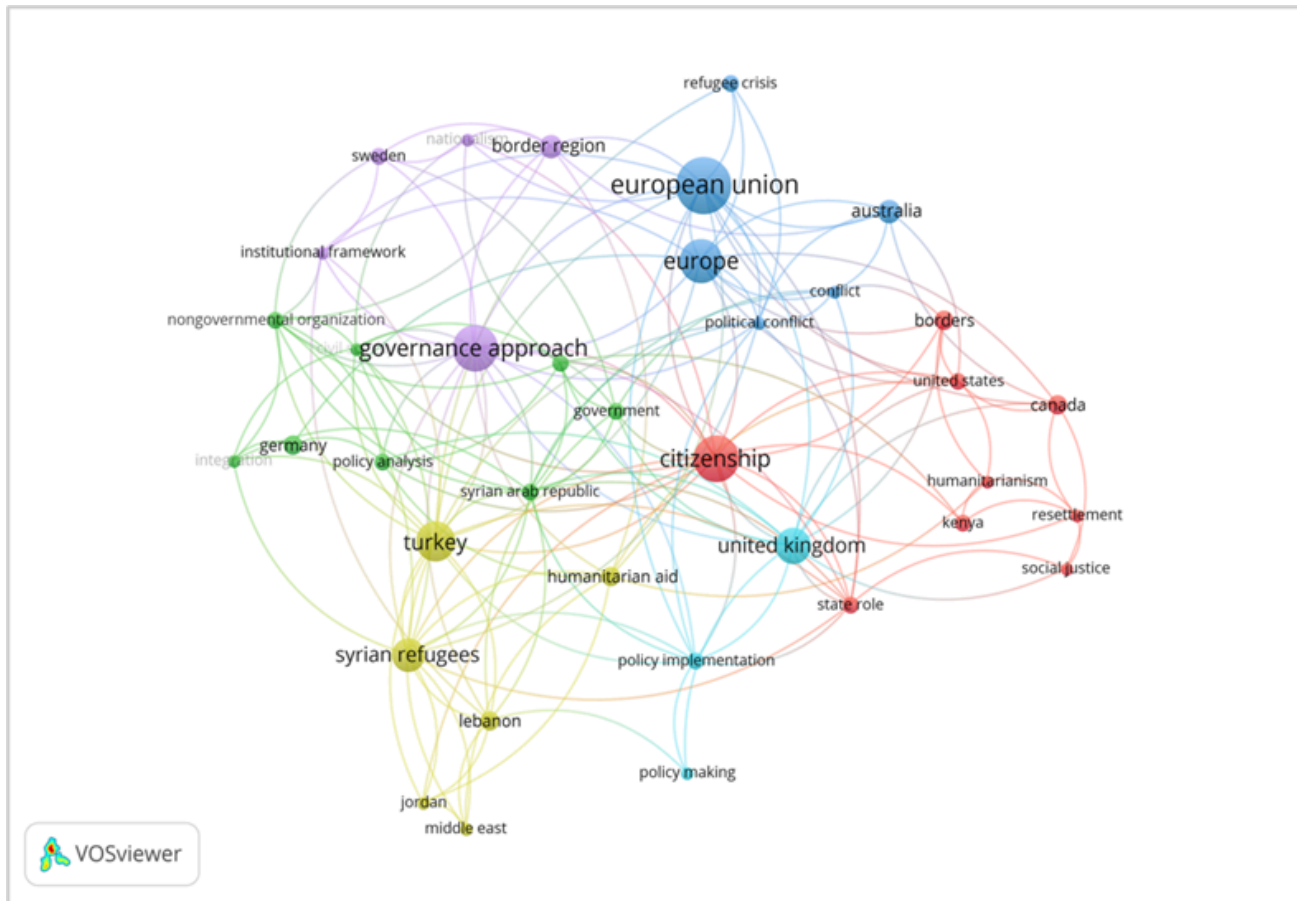 refugee crisis
nationalism
border region
sweden
european union
australia
institutional framework
europe
conflict
nongovernmental organization
political conflict
borders
civil
governance approach
united states
canada
government
germany
integration
policy analysis
citizenship
humanitarianism
syrian arab republic
kenya
resettlement
turkey
united kingdom
humanitarian aid
social justice
state role
syrian refugees
policy implementation
lebanon
policy making
jordan
middle east
VOSviewer